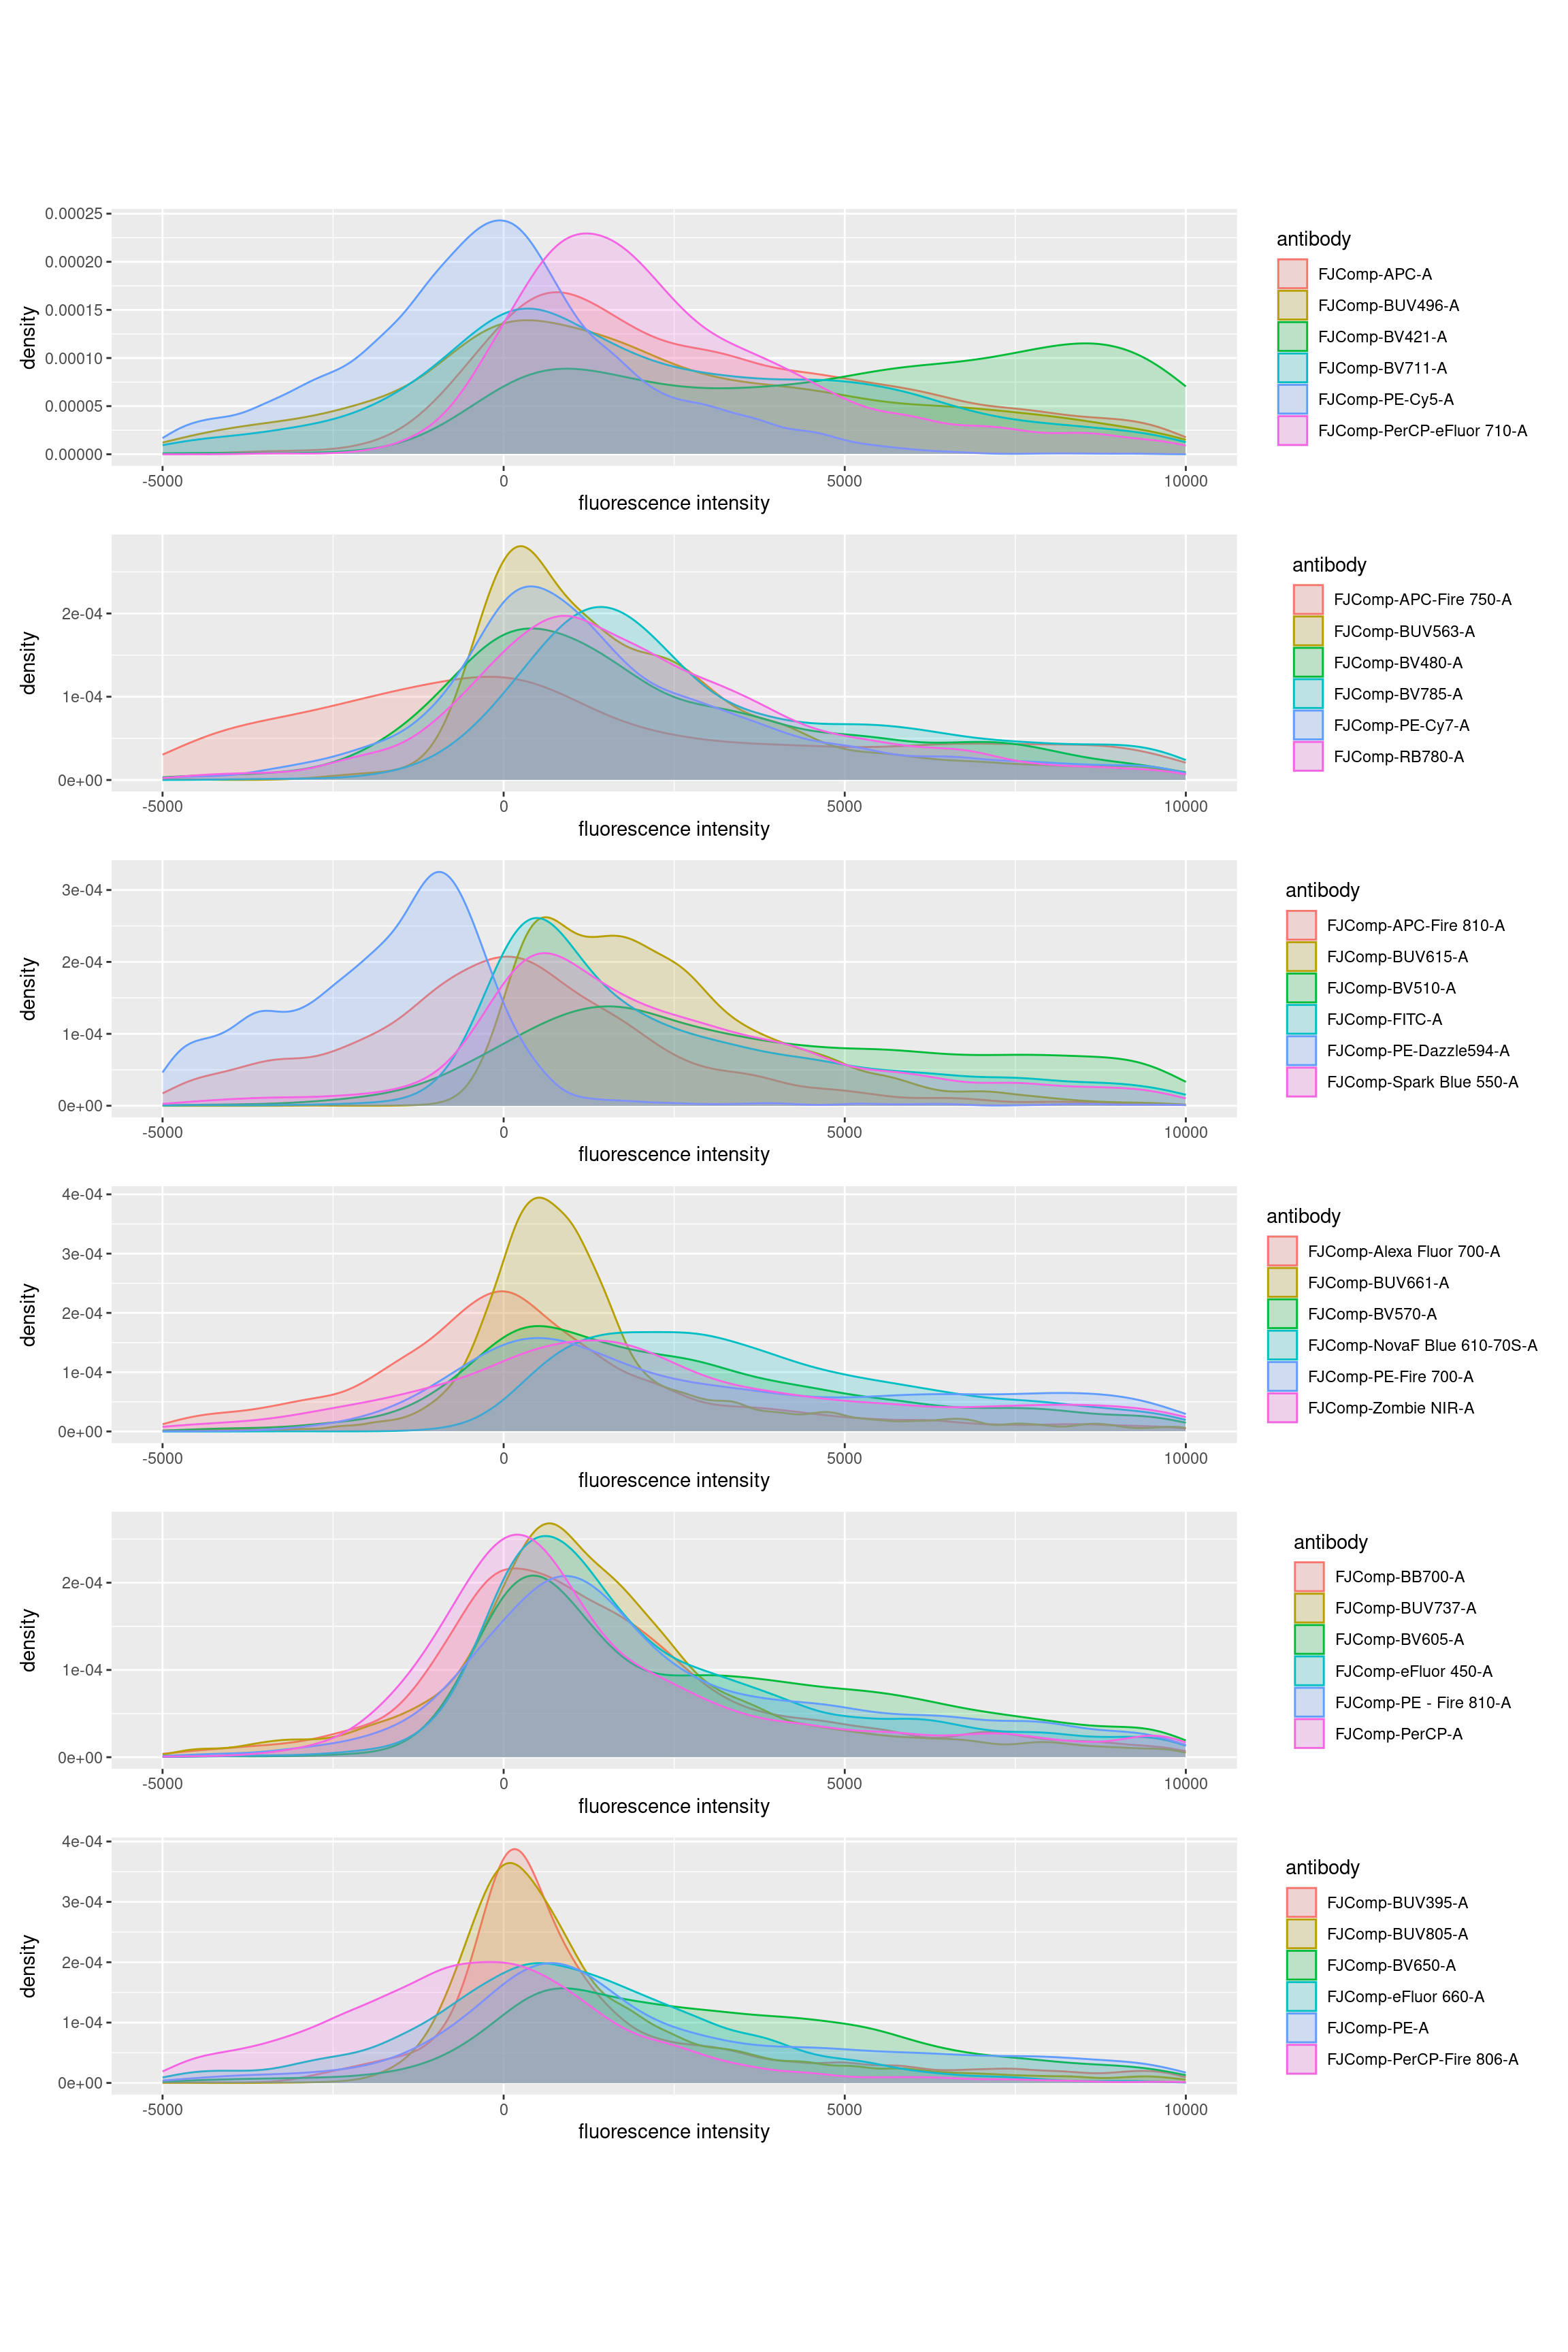 0.00025
0.00020
0.00015
0.00010
0.00005
0.00000
density
-5000 0 5000 10000
fluorescence intensity
antibody
FJComp-APC-A
FJComp-BUV496-A
FJComp-BV421-A
FJComp-BV711-A
FJComp-PE-Cy5-A
FJComp-PerCP-eFluor 710-A
2e-04
1e-04
0e+00
density
-5000 0 5000 10000
fluorescence intensity
antibody
FJComp-APC-Fire 750-A
FJComp-BUV563-A
FJComp-BV480-A
FJComp-BV785-A
FJComp-PE-Cy7-A
FJComp-RB780-A
3e-04
2e-04
1e-04
0e+00
density
-5000 0 5000 10000
fluorescence intensity
antibody
FJComp-APC-Fire 810-A
FJComp-BUV615-A
FJComp-BV510-A
FJComp-FITC-A
FJComp-PE-Dazzle594-A
FJComp-Spark Blue 550-A
4e-04
3e-04
2e-04
1e-04
0e+00
density
-5000 0 5000 10000
fluorescence intensity
antibody
FJComp-Alexa Fluor 700-A
FJComp-BUV661-A
FJComp-BV570-A
FJComp-NovaF Blue 610-70S-A
FJComp-PE-Fire 700-A
FJComp-Zombie NIR-A
2e-04
1e-04
0e+00
density
-5000 0 5000 10000
fluorescence intensity
antibody
FJComp-BB700-A
FJComp-BUV737-A
FJComp-BV605-A
FJComp-eFluor 450-A
FJComp-PE - Fire 810-A
FJComp-PerCP-A
4e-04
3e-04
2e-04
1e-04
0e+00
density
-5000 0 5000 10000
fluorescence intensity
antibody
FJComp-BUV395-A
FJComp-BUV805-A
FJComp-BV650-A
FJComp-eFluor 660-A
FJComp-PE-A
FJComp-PerCP-Fire 806-A